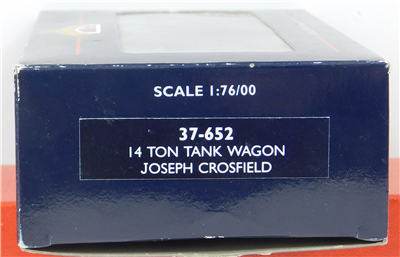 SCALE 1:76/00
37-652
14 TON TANK WAGON
JOSEPH CROSFIELD